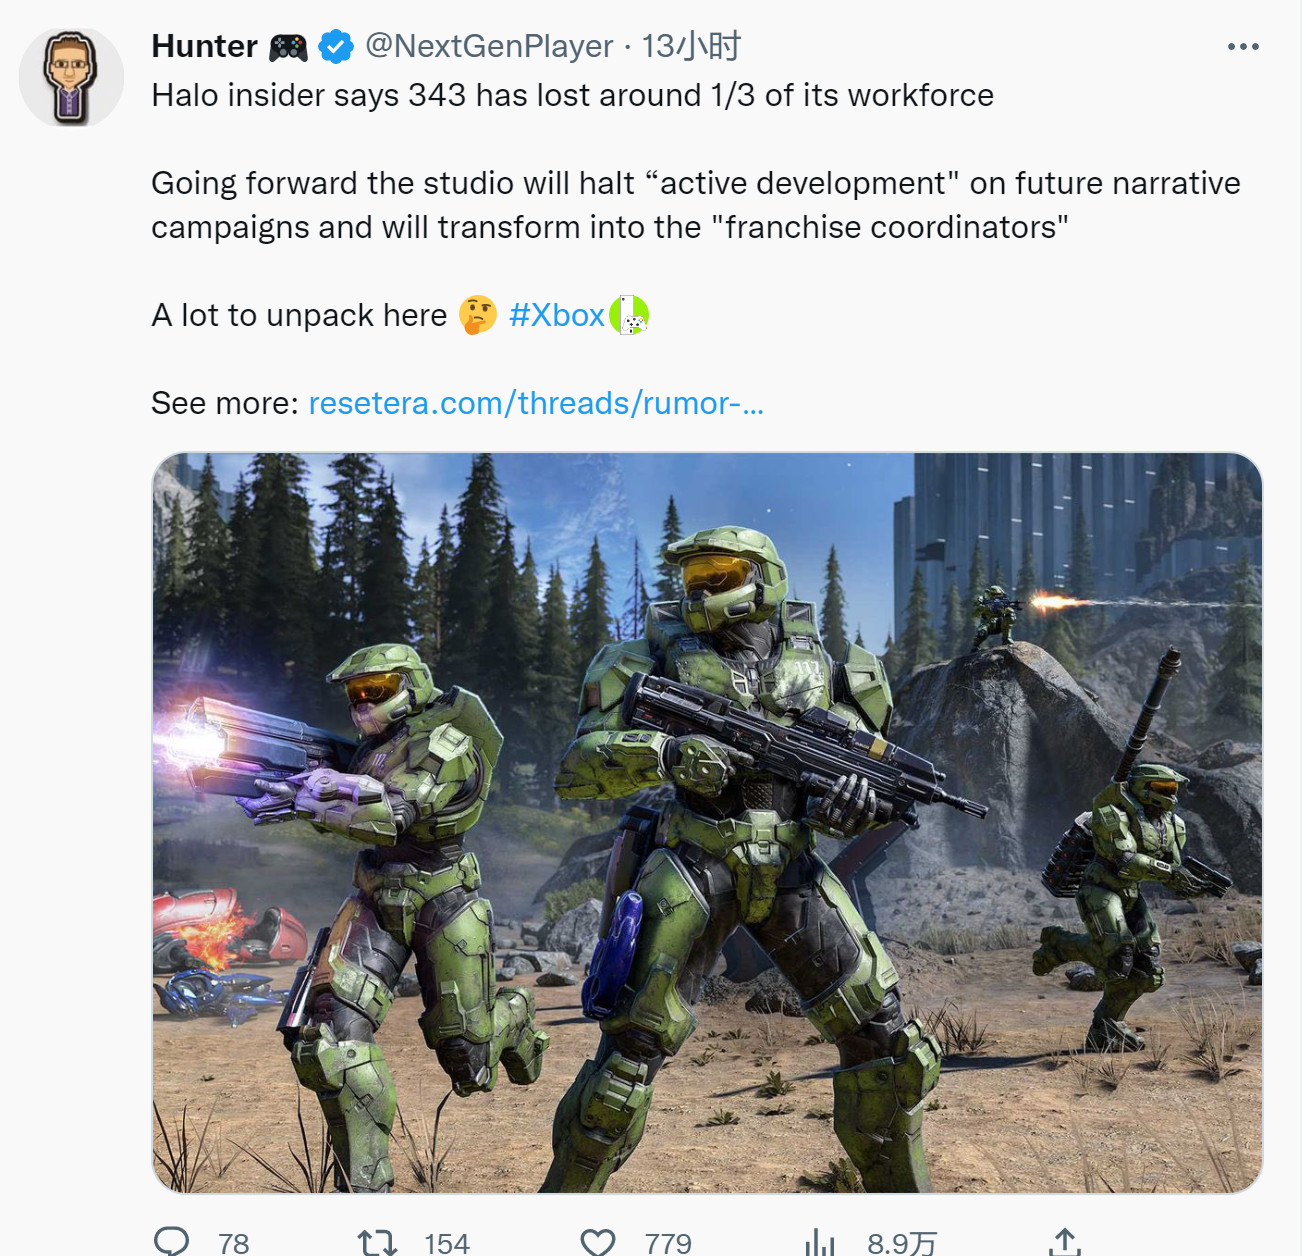 Hunter 🎮 @NextGenPlayer · 13小时
Halo insider says 343 has lost around 1/3 of its workforce
Going forward the studio will halt “active development" on future narrative
campaigns and will transform into the "franchise coordinators"
A lot to unpack here 🤔 #Xbox
See more: resetera.com/threads/rumor-...
117
78 154 779 8.9万